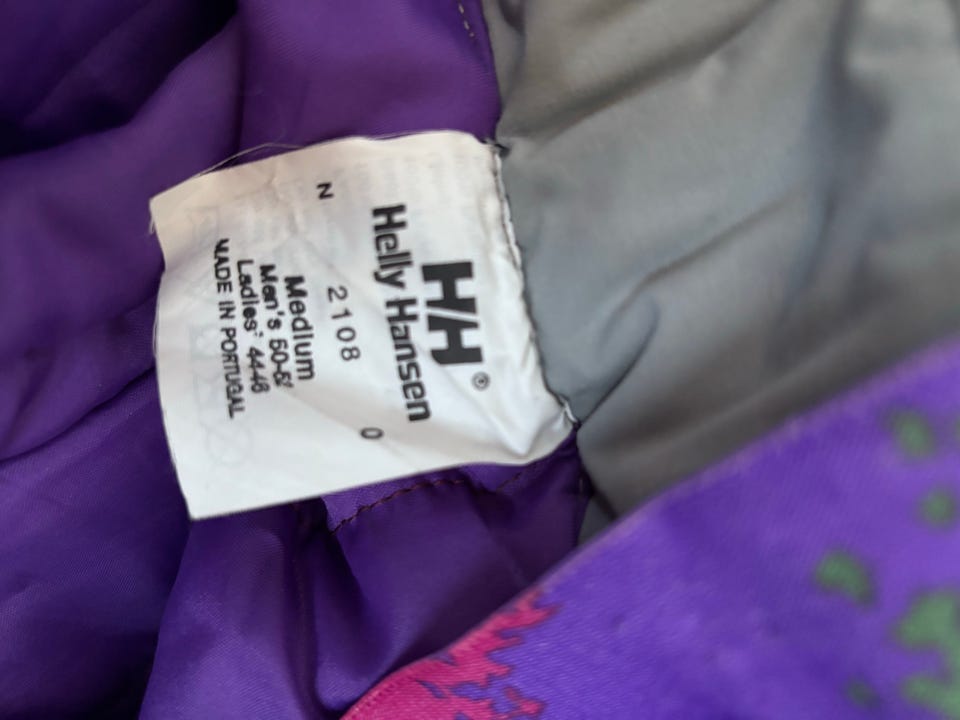 HH®
Helly Hansen
N 2108 0
Medium
Men's 50-52
Ladies' 44-46
MADE IN PORTUGAL